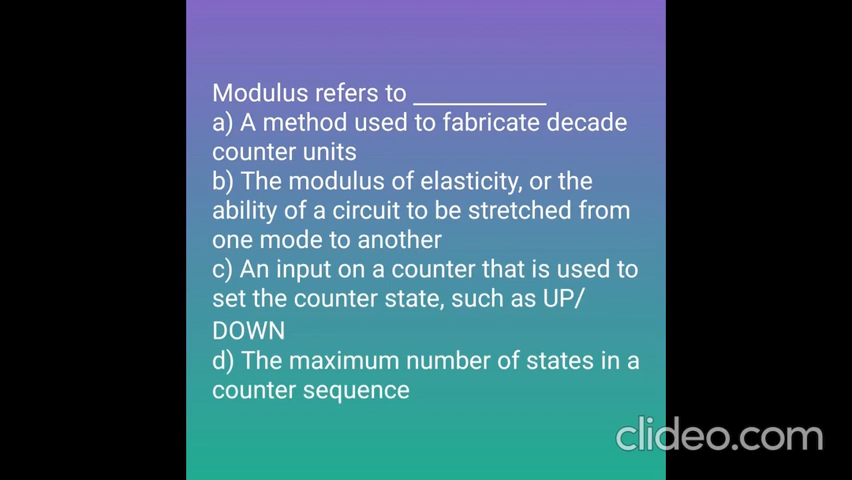 Modulus refers to __________
a) A method used to fabricate decade
counter units
b) The modulus of elasticity, or the
ability of a circuit to be stretched from
one mode to another
c) An input on a counter that is used to
set the counter state, such as UP/
DOWN
d) The maximum number of states in a
counter sequence
clideo.com